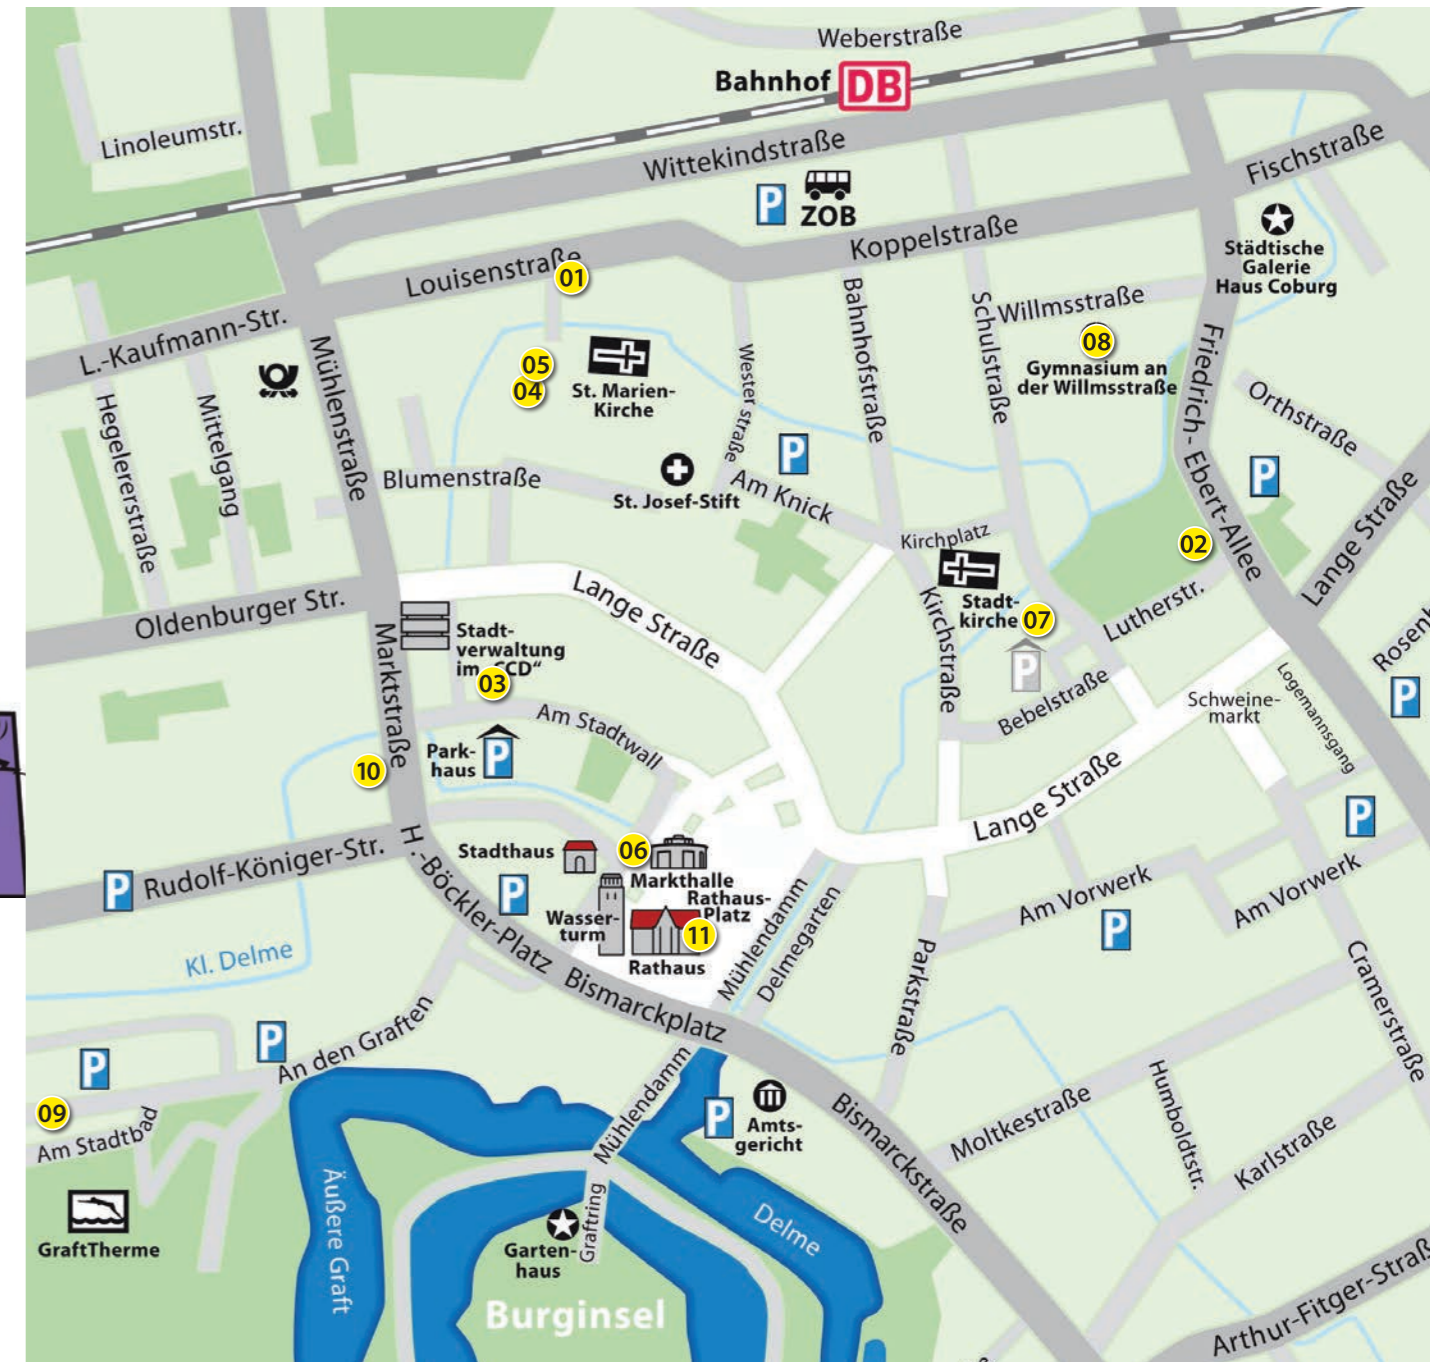 Weberstraße
Bahnhof DB
Linoleumstr.
Wittekindstraße
Fischstraße
P
ZOB
Koppelstraße
Städtische
Galerie
Haus Coburg
Louisenstraße
01
Willmsstraße
L.-Kaufmann-Str.
Mühlenstraße
Bahnhofstraße
Schulstraße
08
Gymnasium an
der Willmsstraße
Friedrich-Ebert-Allee
05
04
St. Marien-
Kirche
Wester straße
Hegelererstraße
Mittelgang
Orthstraße
Blumenstraße
St. Josef-Stift
P
Am Knick
P
Lange Straße
Kirchplatz
02
Oldenburger Str.
Lange Straße
Stadt-
kirche
07
P
Kirchstraße
Lutherstr.
Stadt-
verwaltung
im „CCD“
03
Marktstraße
Bebelstraße
Schweine-
markt
Logemannsgang
P
Am Stadtwall
Park-
haus
P
10
Lange Straße
P
H.-Böckler-Platz
Rudolf-Königer-Str.
P
Stadthaus
06
Markthalle
Rathaus-
Platz
P
Wasser-
turm
11
Rathaus
Mühlendamm
Delmegarten
Am Vorwerk
Am Vorwerk
P
Kl. Delme
Bismarckplatz
Parkstraße
Cramerstraße
An den Graften
P
P
09
Am Stadtbad
Mühlendamm
P
Amts-
gericht
Bismarckstraße
Moltkestraße
Humboldtstr.
Karlstraße
GraftTherme
Äußere Graft
Graftring
Garten-
haus
Delme
Burginsel